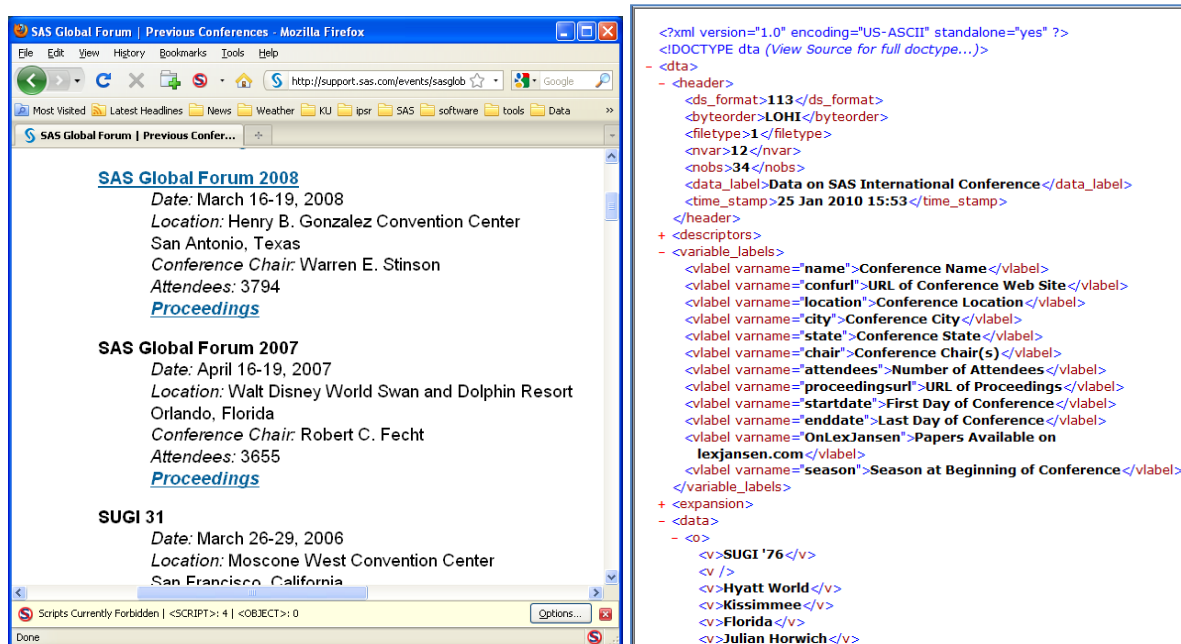 SAS Global Forum | Previous Conferences - Mozilla Firefox
File Edit View History Bookmarks Tools Help
http://support.sas.com/events/sasglob Google
Most Visited Latest Headlines News Weather KU ipsr SAS software tools Data »
SAS Global Forum | Previous Confer...
SAS Global Forum 2008
Date: March 16-19, 2008
Location: Henry B. Gonzalez Convention Center
San Antonio, Texas
Conference Chair: Warren E. Stinson
Attendees: 3794
Proceedings
SAS Global Forum 2007
Date: April 16-19, 2007
Location: Walt Disney World Swan and Dolphin Resort
Orlando, Florida
Conference Chair: Robert C. Fecht
Attendees: 3655
Proceedings
SUGI 31
Date: March 26-29, 2006
Location: Moscone West Convention Center
San Francisco, California
Scripts Currently Forbidden | <SCRIPT>: 4 | <OBJECT>: 0 Options...
Done
<?xml version="1.0" encoding="US-ASCII" standalone="yes" ?>
<!DOCTYPE dta (View Source for full doctype...)>
- <dta>
- <header>
<ds_format>113</ds_format>
<byteorder>LOHI</byteorder>
<filetype>1</filetype>
<nvar>12</nvar>
<nobs>34</nobs>
<data_label>Data on SAS International Conference</data_label>
<time_stamp>25 Jan 2010 15:53</time_stamp>
</header>
+ <descriptors>
- <variable_labels>
<vlabel varname="name">Conference Name</vlabel>
<vlabel varname="confurl">URL of Conference Web Site</vlabel>
<vlabel varname="location">Conference Location</vlabel>
<vlabel varname="city">Conference City</vlabel>
<vlabel varname="state">Conference State</vlabel>
<vlabel varname="chair">Conference Chair(s)</vlabel>
<vlabel varname="attendees">Number of Attendees</vlabel>
<vlabel varname="proceedingsurl">URL of Proceedings</vlabel>
<vlabel varname="startdate">First Day of Conference</vlabel>
<vlabel varname="enddate">Last Day of Conference</vlabel>
<vlabel varname="OnLexJansen">Papers Available on
lexjansen.com</vlabel>
<vlabel varname="season">Season at Beginning of Conference</vlabel>
</variable_labels>
+ <expansion>
- <data>
- <o>
<v>SUGI '76</v>
<v />
<v>Hyatt World</v>
<v>Kissimmee</v>
<v>Florida</v>
<v>Julian Horwich</v>